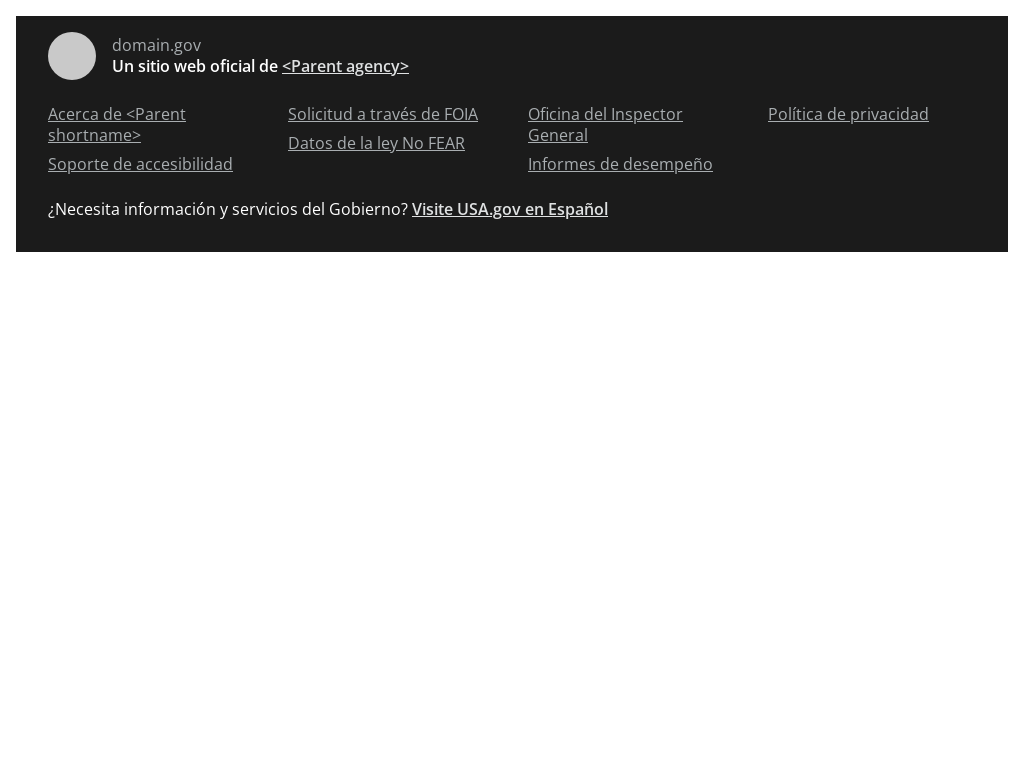 domain.gov
Un sitio web oficial de <Parent agency>
Acerca de <Parent
shortname>
Soporte de accesibilidad
Solicitud a través de FOIA
Datos de la ley No FEAR
Oficina del Inspector
General
Informes de desempeño
Política de privacidad
¿Necesita información y servicios del Gobierno? Visite USA.gov en Español